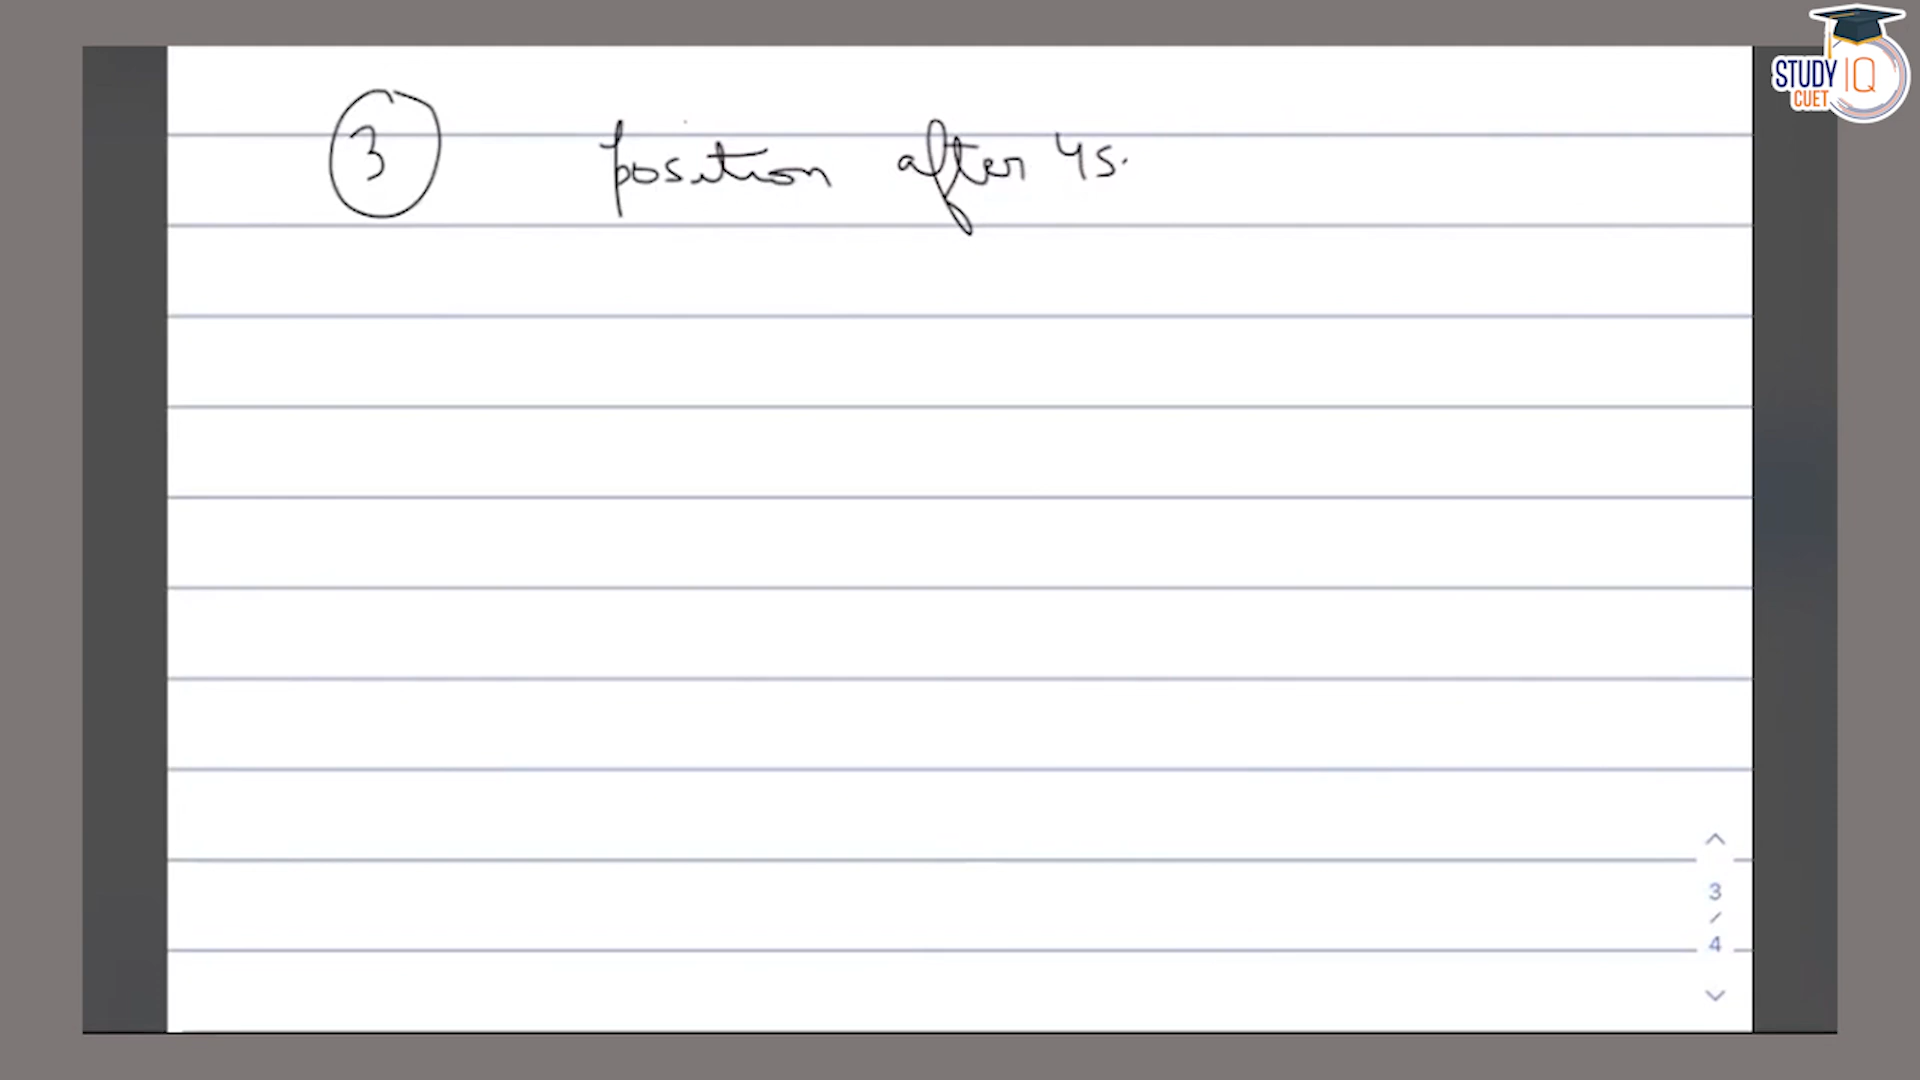 ③ position after 4s.
STUDY IQ
CUET
3
/
4